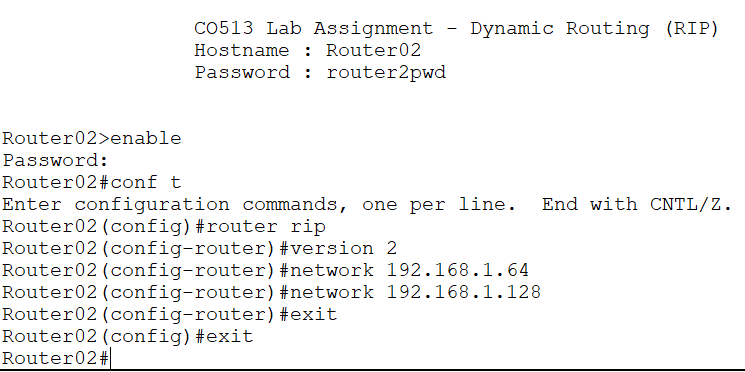 CO513 Lab Assignment - Dynamic Routing (RIP)
Hostname : Router02
Password : router2pwd
Router02>enable
Password:
Router02#conf t
Enter configuration commands, one per line.  End with CNTL/Z.
Router02(config)#router rip
Router02(config-router)#version 2
Router02(config-router)#network 192.168.1.64
Router02(config-router)#network 192.168.1.128
Router02(config-router)#exit
Router02(config)#exit
Router02#